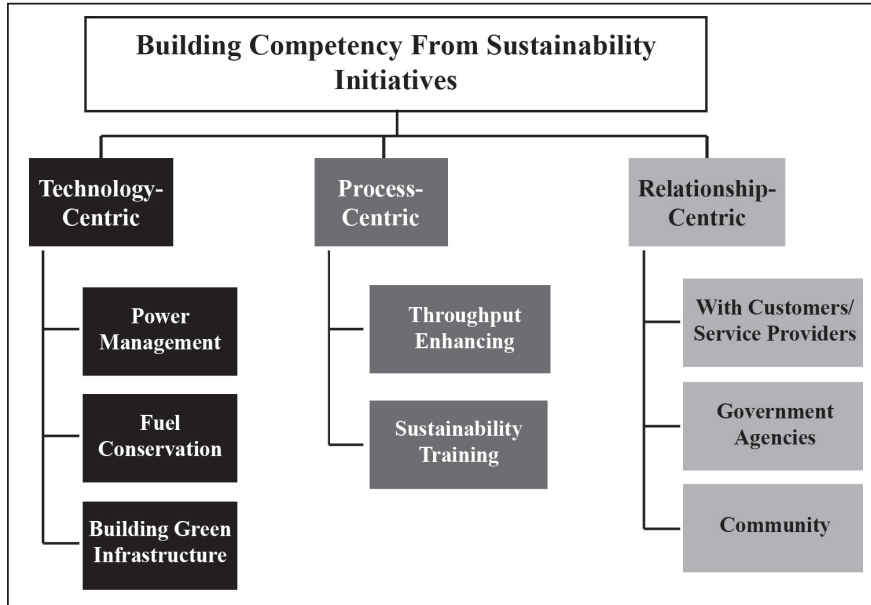 Building Competency From Sustainability
Initiatives
Technology-
Centric
Power
Management
Fuel
Conservation
Building Green
Infrastructure
Process-
Centric
Throughput
Enhancing
Sustainability
Training
Relationship-
Centric
With Customers/
Service Providers
Government
Agencies
Community